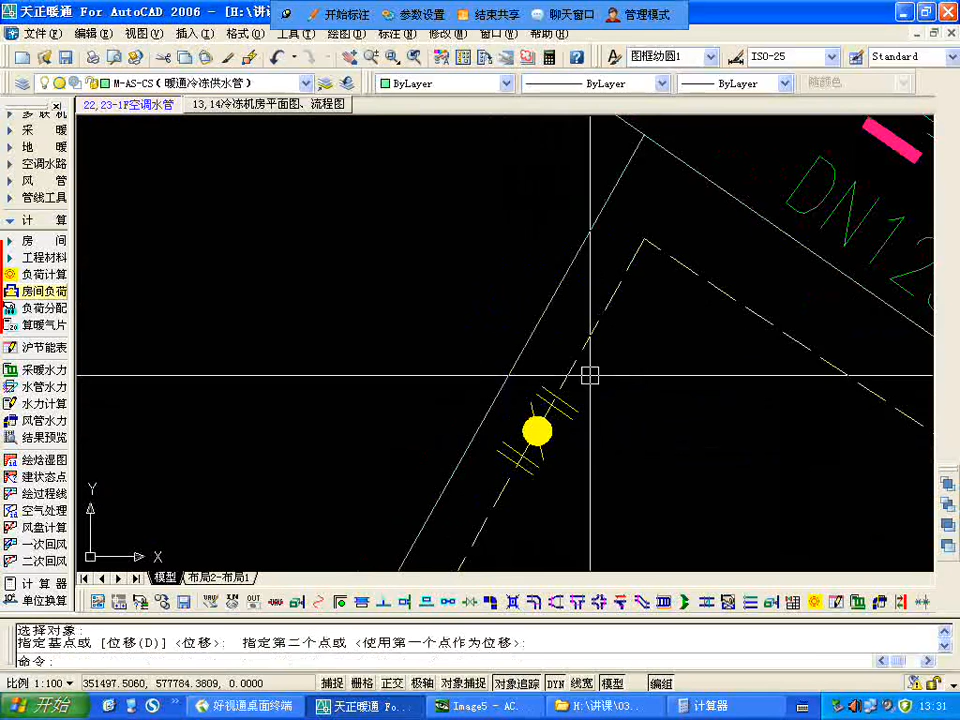 天正暖通 For AutoCAD 2006 - [H:\讲课
开始标注
参数设置
结束共享
聊天窗口
管理模式
文件(F) 编辑(E) 视图(V) 插入(I) 格式(O) 工具(T) 绘图(D) 标注(N) 修改(M) 窗口(W) 帮助(H)
图框幼圆1
ISO-25
Standard
M-AS-CS(暖通冷冻供水管)
ByLayer
ByLayer
ByLayer
随颜色
22,23-1F空调水管
13,14冷冻机房平面图、流程图
多联机
采 暖
地 暖
空调水路
风 管
管线工具
计 算
房 间
工程材料
负荷计算
房间负荷
负荷分配
算暖气片
沪节能表
采暖水力
水管水力
水力计算
风管水力
结果预览
绘焓湿图
建状态点
绘过程线
空气处理
风盘计算
一次回风
二次回风
计 算 器
单位换算
DN12
Y
X
模型
布局2-布局1
选择对象:
指定基点或 [位移(D)] <位移>: 指定第二个点或 <使用第一个点作为位移>:
命令:
比例 1:100
351497.5060, 577784.3809, 0.0000
捕捉 栅格 正交 极轴 对象捕捉 对象追踪 DYN 线宽 模型 编组
开始
好视通桌面终端
天正暖通 Fo...
Image5 - AC.
H:\讲课\03...
计算器
13:31